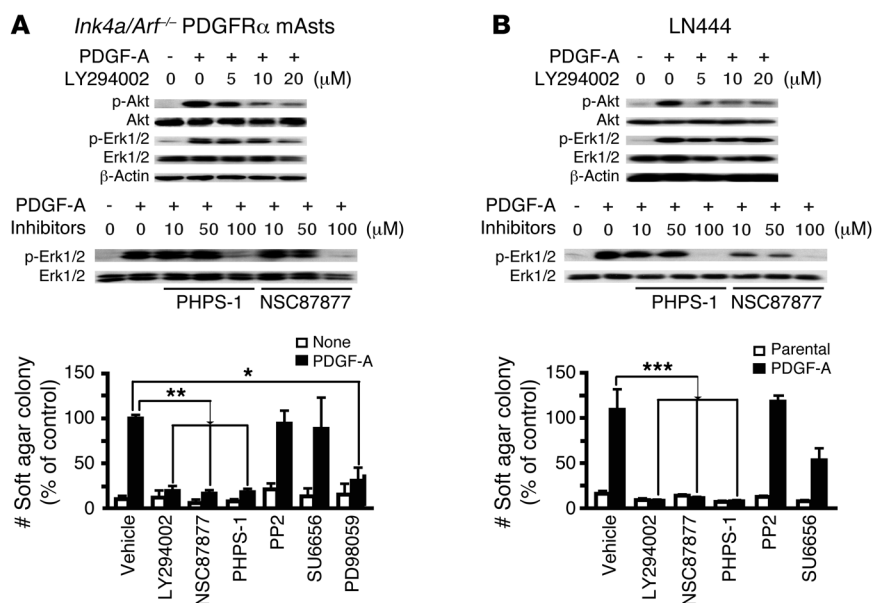 A Ink4a/Arf–/– PDGFRα mAsts
PDGF-A - + + + +
LY294002 0 0 5 10 20 (μM)
p-Akt
Akt
p-Erk1/2
Erk1/2
β-Actin
PDGF-A - + + + + + + +
Inhibitors 0 0 10 50 100 10 50 100 (μM)
p-Erk1/2
Erk1/2
PHPS-1 NSC87877
None
PDGF-A
# Soft agar colony
(% of control)
150
100
50
0
*
**
Vehicle
LY294002
NSC87877
PHPS-1
PP2
SU6656
PD98059
B LN444
PDGF-A - + + + +
LY294002 0 0 5 10 20 (μM)
p-Akt
Akt
p-Erk1/2
Erk1/2
β-Actin
PDGF-A - + + + + + + +
Inhibitors 0 0 10 50 100 10 50 100 (μM)
p-Erk1/2
Erk1/2
PHPS-1 NSC87877
Parental
PDGF-A
# Soft agar colony
(% of control)
150
100
50
0
***
Vehicle
LY294002
NSC87877
PHPS-1
PP2
SU6656